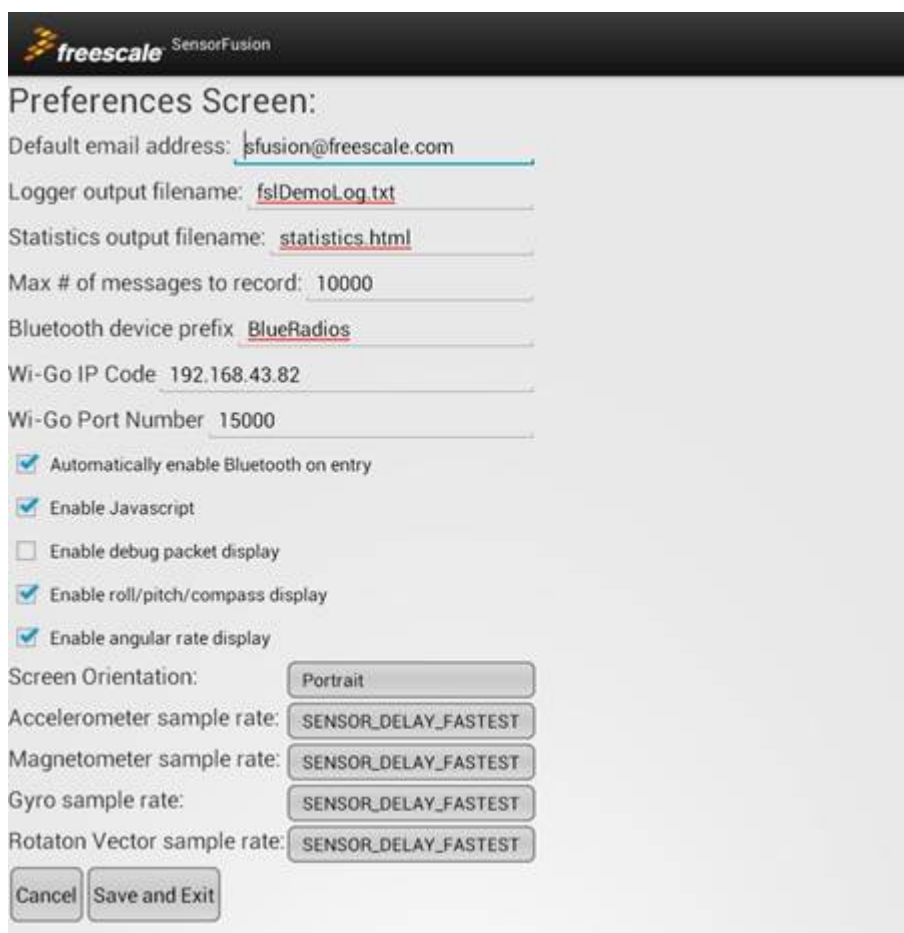 freescale SensorFusion
Preferences Screen:
Default email address: sfusion@freescale.com
Logger output filename: fslDemoLog.txt
Statistics output filename: statistics.html
Max # of messages to record: 10000
Bluetooth device prefix BlueRadios
Wi-Go IP Code 192.168.43.82
Wi-Go Port Number 15000
Automatically enable Bluetooth on entry
Enable Javascript
Enable debug packet display
Enable roll/pitch/compass display
Enable angular rate display
Screen Orientation: Portrait
Accelerometer sample rate: SENSOR_DELAY_FASTEST
Magnetometer sample rate: SENSOR_DELAY_FASTEST
Gyro sample rate: SENSOR_DELAY_FASTEST
Rotaton Vector sample rate: SENSOR_DELAY_FASTEST
Cancel Save and Exit